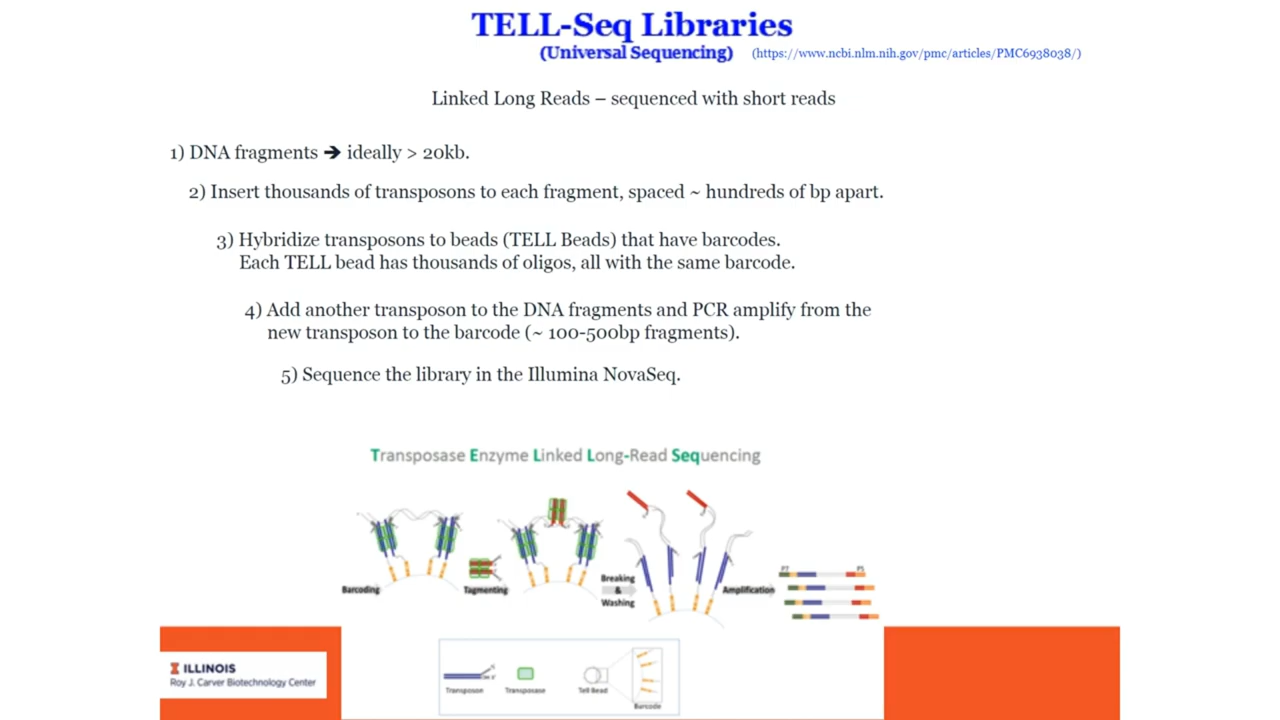 TELL-Seq Libraries
(Universal Sequencing) (https://www.ncbi.nlm.nih.gov/pmc/articles/PMC6938038/)
Linked Long Reads – sequenced with short reads
1) DNA fragments ➔ ideally > 20kb.
2) Insert thousands of transposons to each fragment, spaced ~ hundreds of bp apart.
3) Hybridize transposons to beads (TELL Beads) that have barcodes.
Each TELL bead has thousands of oligos, all with the same barcode.
4) Add another transposon to the DNA fragments and PCR amplify from the
new transposon to the barcode (~ 100-500bp fragments).
5) Sequence the library in the Illumina NovaSeq.
Transposase Enzyme Linked Long-Read Sequencing
P7 P5
Barcoding Tagmenting Breaking & Washing Amplification
ILLINOIS
Roy J. Carver Biotechnology Center
Transposon Transposase Tell Bead
Barcode